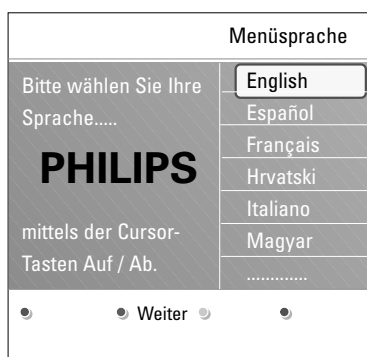 Menüsprache
Bitte wählen Sie Ihre
Sprache.....
PHILIPS
mittels der Cursor-
Tasten Auf / Ab.
English
Español
Français
Hrvatski
Italiano
Magyar
.............
Weiter